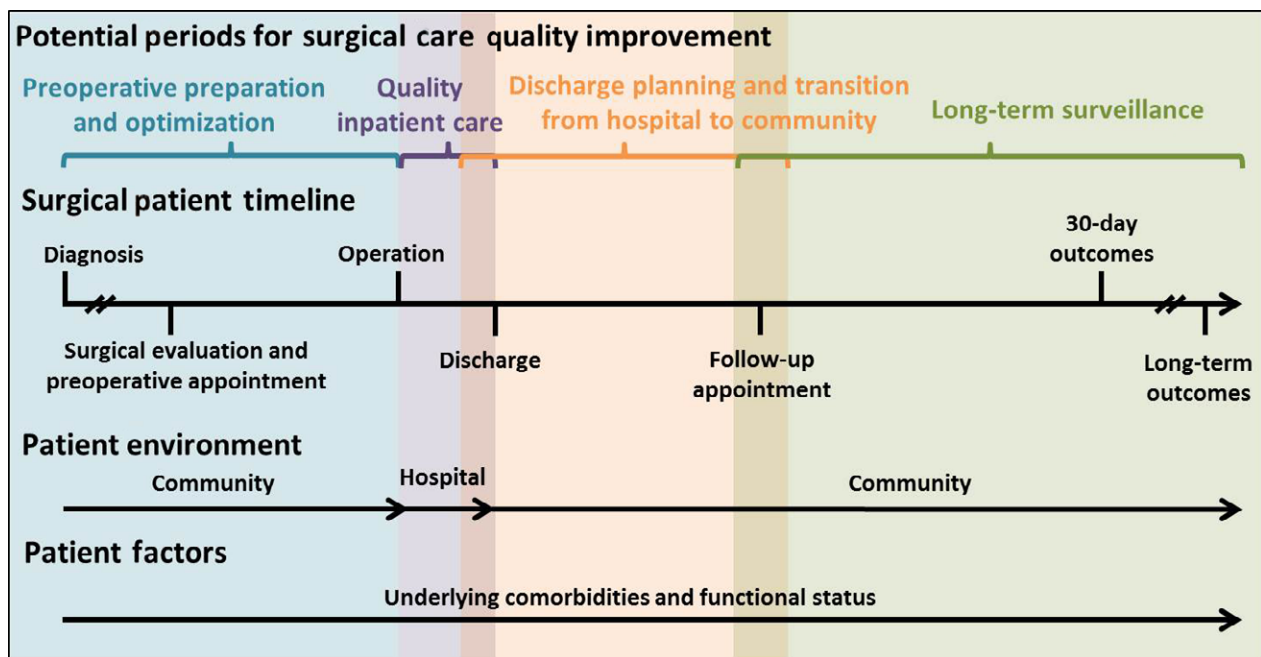 Potential periods for surgical care quality improvement
Preoperative preparation
and optimization
Quality
inpatient care
Discharge planning and transition
from hospital to community
Long-term surveillance
Surgical patient timeline
Diagnosis
Operation
30-day
outcomes
Surgical evaluation and
preoperative appointment
Discharge
Follow-up
appointment
Long-term
outcomes
Patient environment
Community
Hospital
Community
Patient factors
Underlying comorbidities and functional status